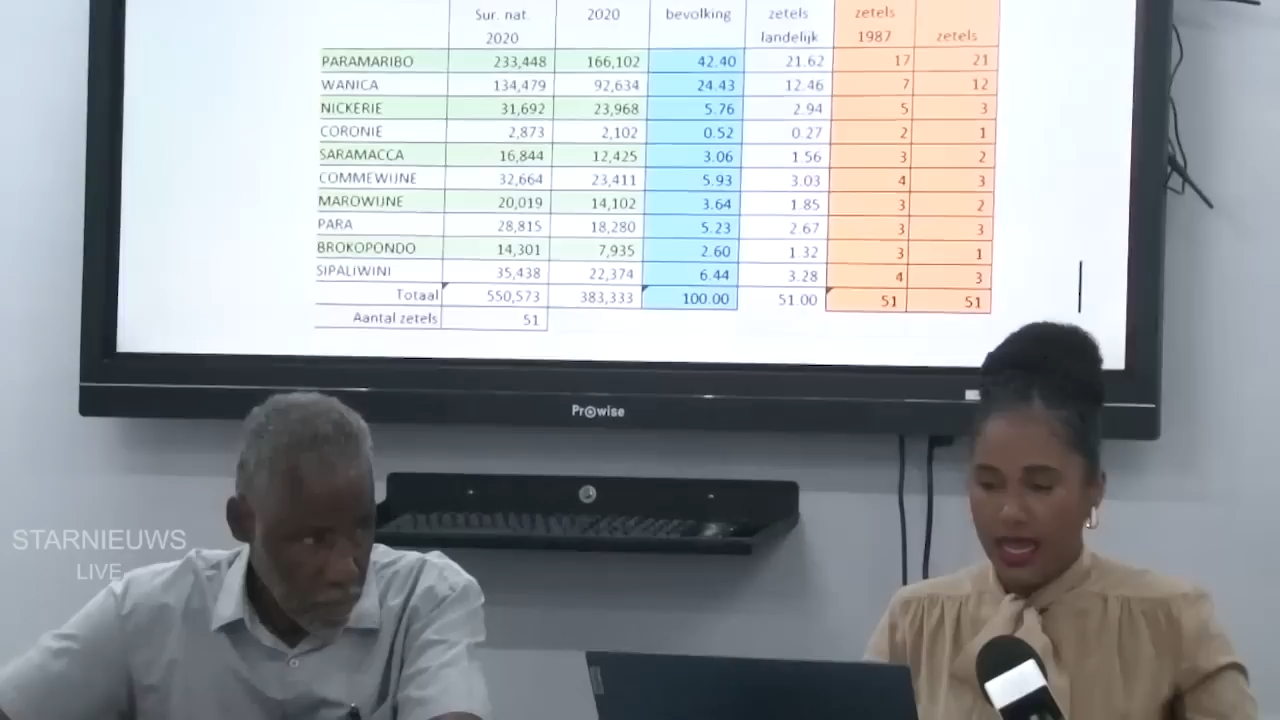 Sur. nat. 2020 bevolking zetels zetels
2020 landelijk 1987 zetels
PARAMARIBO 233,448 166,102 42.40 21.62 17 21
WANICA 134,479 92,634 24.43 12.46 7 12
NICKERIE 31,692 23,968 5.76 2.94 5 3
CORONIE 2,873 2,102 0.52 0.27 2 1
SARAMACCA 16,844 12,425 3.06 1.56 3 2
COMMEWIJNE 32,664 23,411 5.93 3.03 4 3
MAROWIJNE 20,019 14,102 3.64 1.85 3 2
PARA 28,815 18,280 5.23 2.67 3 3
BROKOPONDO 14,301 7,935 2.60 1.32 3 1
SIPALIWINI 35,438 22,374 6.44 3.28 4 3
Totaal 550,573 383,333 100.00 51.00 51 51
Aantal zetels 51
Prowise
STARNIEUWS
LIVE